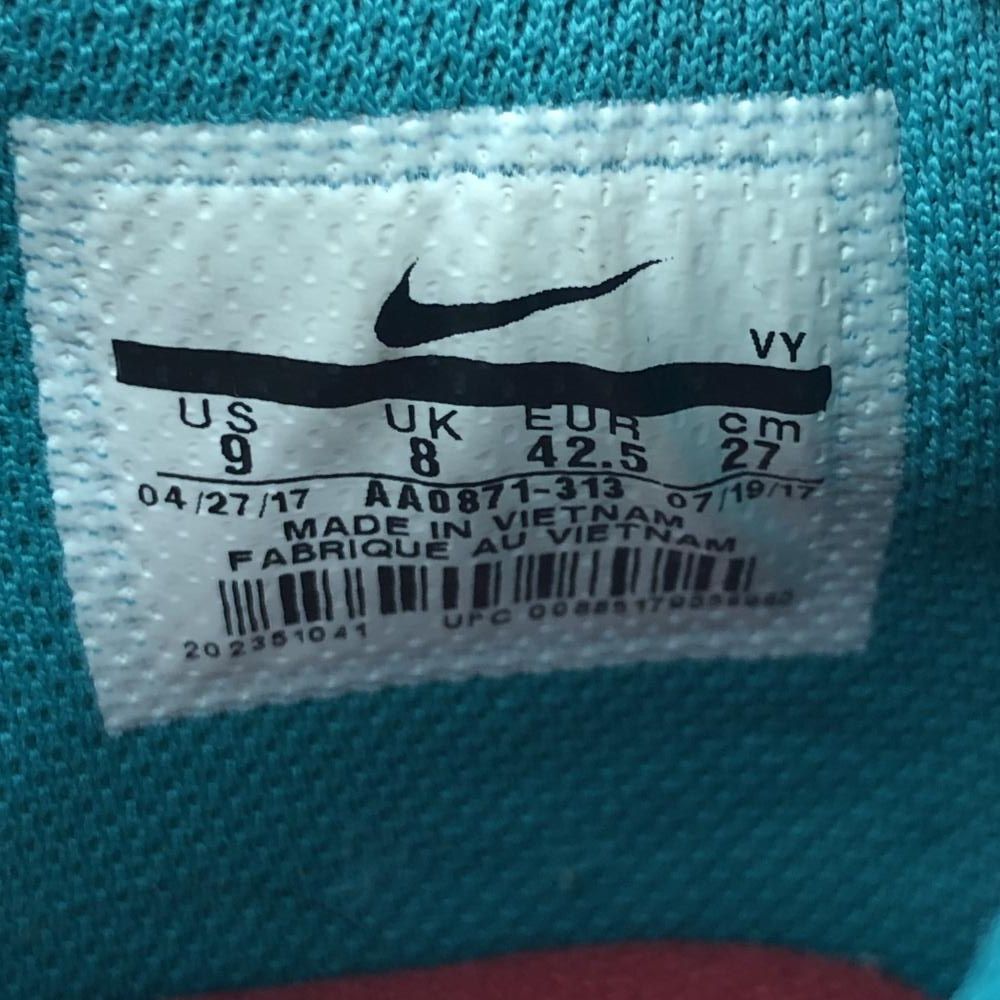 VY
US UK EUR cm
9 8 42.5 27
04/27/17 AA0871-313 07/19/17
MADE IN VIETNAM
FABRIQUE AU VIETNAM
202351041 UPC